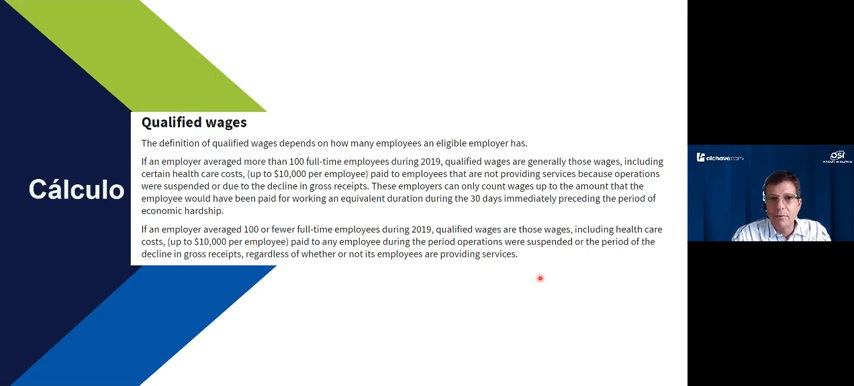 Cálculo
Qualified wages
The definition of qualified wages depends on how many employees an eligible employer has.
If an employer averaged more than 100 full-time employees during 2019, qualified wages are generally those wages, including
certain health care costs, (up to $10,000 per employee) paid to employees that are not providing services because operations
were suspended or due to the decline in gross receipts. These employers can only count wages up to the amount that the
employee would have been paid for working an equivalent duration during the 30 days immediately preceding the period of
economic hardship.
If an employer averaged 100 or fewer full-time employees during 2019, qualified wages are those wages, including health care
costs, (up to $10,000 per employee) paid to any employee during the period operations were suspended or the period of the
decline in gross receipts, regardless of whether or not its employees are providing services.
elchavo.com